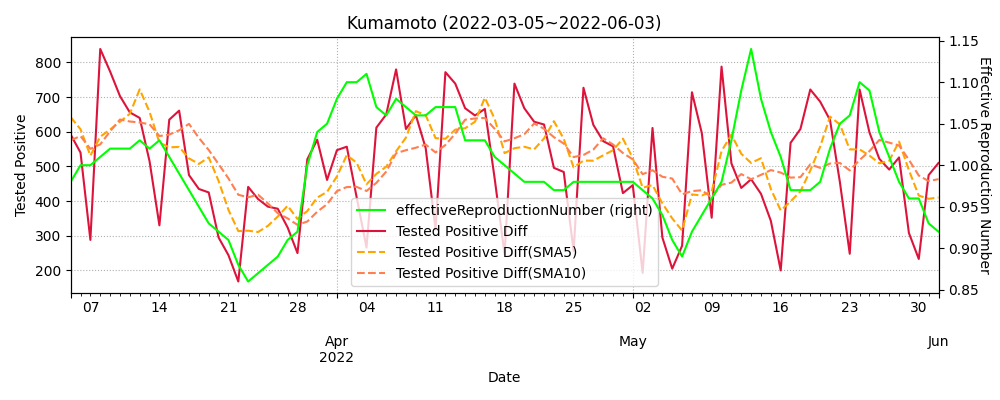 Kumamoto (2022-03-05~2022-06-03)
Tested Positive
800
700
600
500
400
300
200
1.15
1.10
1.05
1.00
0.95
0.90
0.85
Effective Reproduction Number
effectiveReproductionNumber (right)
Tested Positive Diff
Tested Positive Diff(SMA5)
Tested Positive Diff(SMA10)
07 14 21 28 04 11 18 25 02 09 16 23 30
Apr May Jun
2022
Date